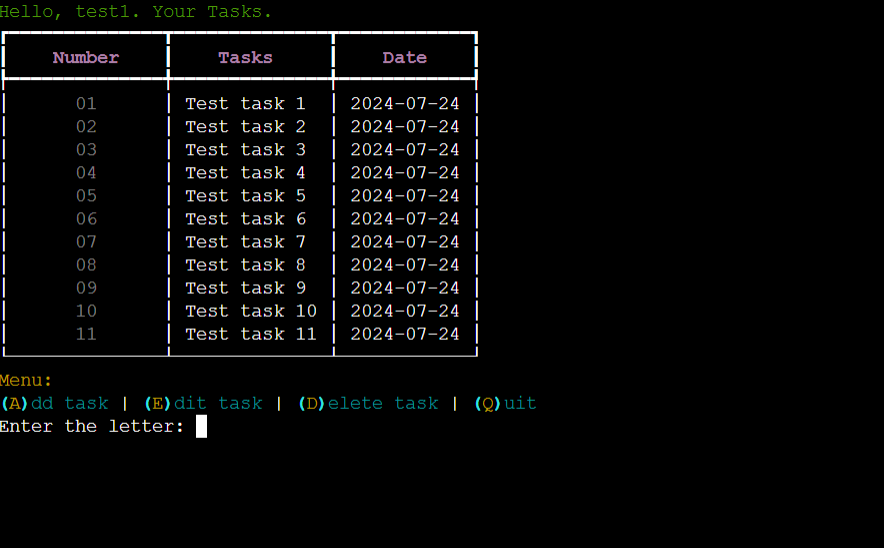 Hello, test1. Your Tasks.
Number Tasks Date
01 Test task 1 2024-07-24
02 Test task 2 2024-07-24
03 Test task 3 2024-07-24
04 Test task 4 2024-07-24
05 Test task 5 2024-07-24
06 Test task 6 2024-07-24
07 Test task 7 2024-07-24
08 Test task 8 2024-07-24
09 Test task 9 2024-07-24
10 Test task 10 2024-07-24
11 Test task 11 2024-07-24
Menu:
(A)dd task | (E)dit task | (D)elete task | (Q)uit
Enter the letter: